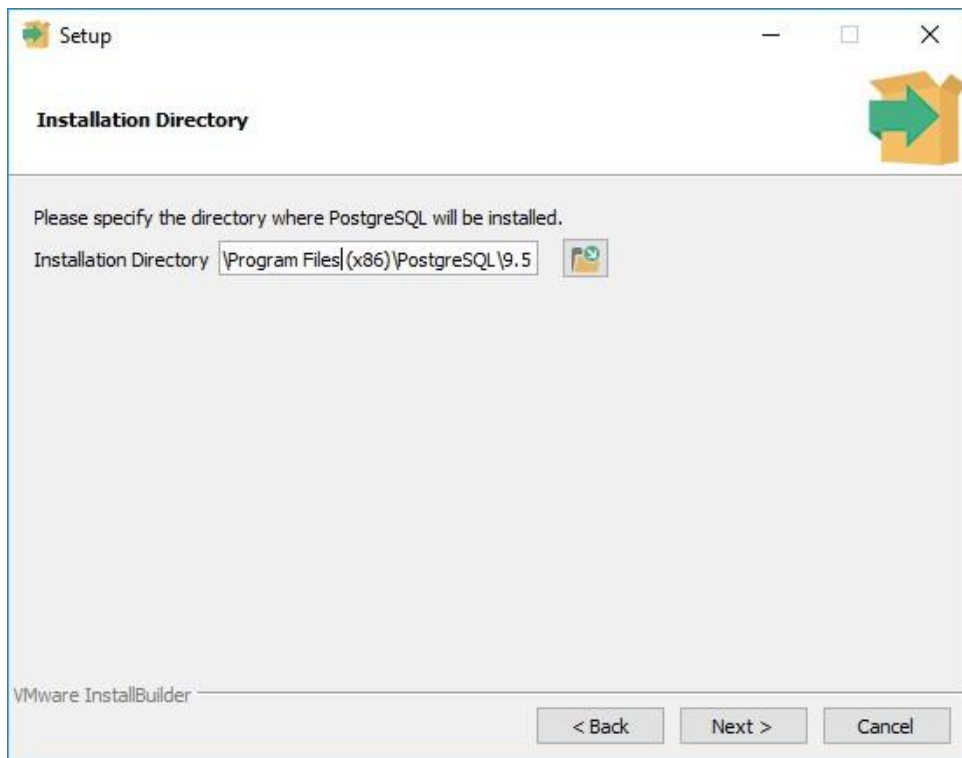 Setup
Installation Directory
Please specify the directory where PostgreSQL will be installed.
Installation Directory \Program Files (x86)\PostgreSQL\9.5
VMware InstallBuilder
< Back Next > Cancel